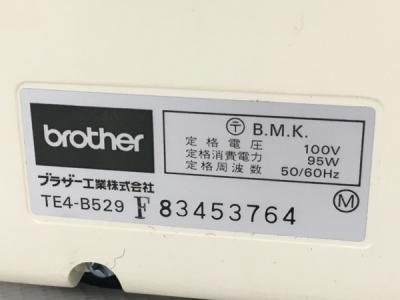 brother
ブラザー工業株式会社
TE4-B529 F83453764
〒 B.M.K.
定格電圧 100V
定格消費電力 95W
定格周波数 50/60Hz
M